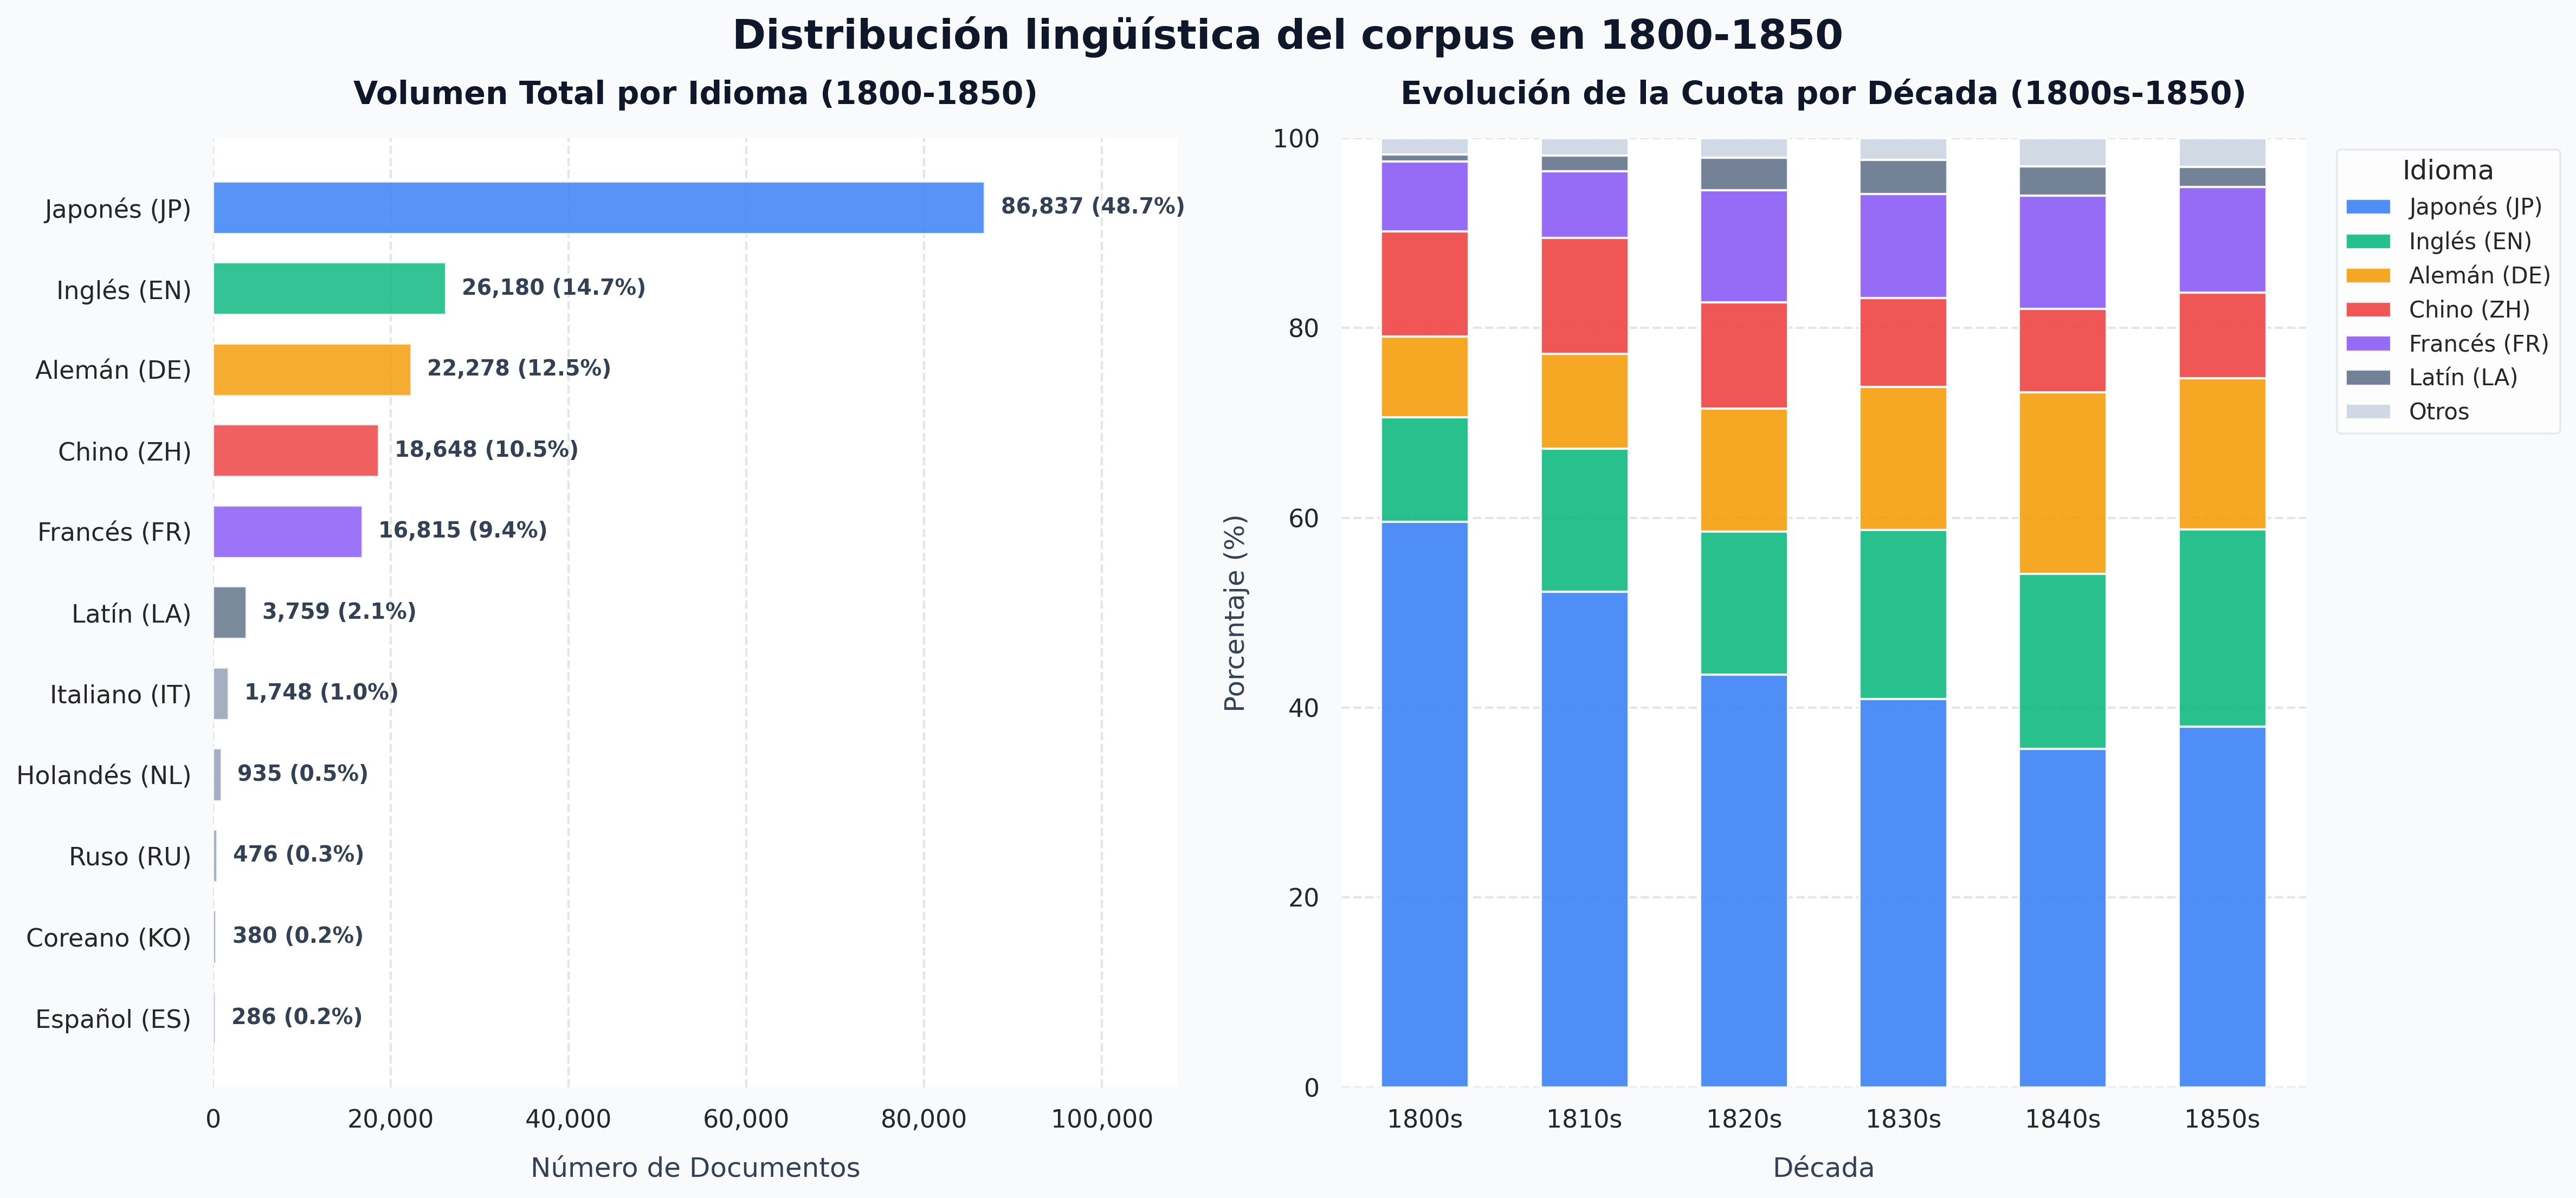 Distribución lingüística del corpus en 1800-1850
Volumen Total por Idioma (1800-1850)
Japonés (JP)
86,837 (48.7%)
Inglés (EN)
26,180 (14.7%)
Alemán (DE)
22,278 (12.5%)
Chino (ZH)
18,648 (10.5%)
Francés (FR)
16,815 (9.4%)
Latín (LA)
3,759 (2.1%)
Italiano (IT)
1,748 (1.0%)
Holandés (NL)
935 (0.5%)
Ruso (RU)
476 (0.3%)
Coreano (KO)
380 (0.2%)
Español (ES)
286 (0.2%)
0
20,000
40,000
60,000
80,000
100,000
Número de Documentos
Evolución de la Cuota por Década (1800s-1850)
Porcentaje (%)
100
80
60
40
20
0
1800s
1810s
1820s
1830s
1840s
1850s
Década
Idioma
Japonés (JP)
Inglés (EN)
Alemán (DE)
Chino (ZH)
Francés (FR)
Latín (LA)
Otros